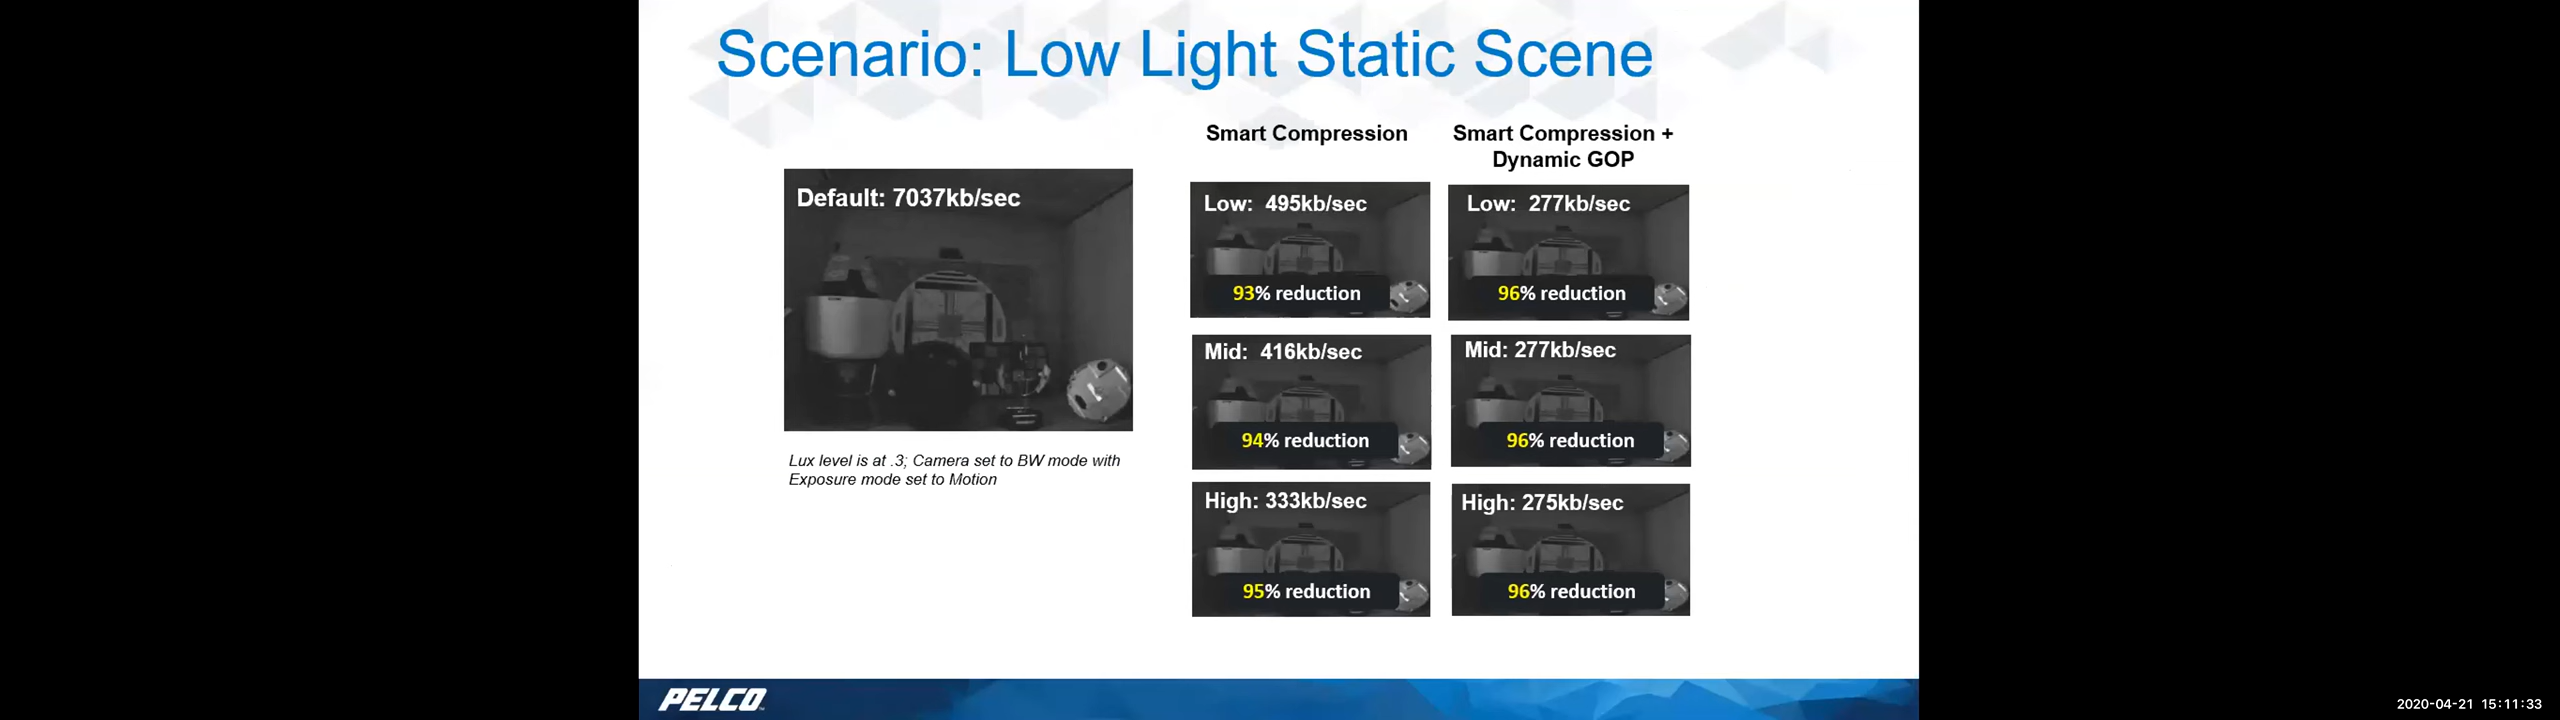 Scenario: Low Light Static Scene
Smart Compression
Smart Compression +
Dynamic GOP
Default: 7037kb/sec
Low: 495kb/sec
93% reduction
Low: 277kb/sec
96% reduction
Mid: 416kb/sec
94% reduction
Mid: 277kb/sec
96% reduction
Lux level is at .3; Camera set to BW mode with
Exposure mode set to Motion
High: 333kb/sec
95% reduction
High: 275kb/sec
96% reduction
PELCO
2020-04-21 15:11:33